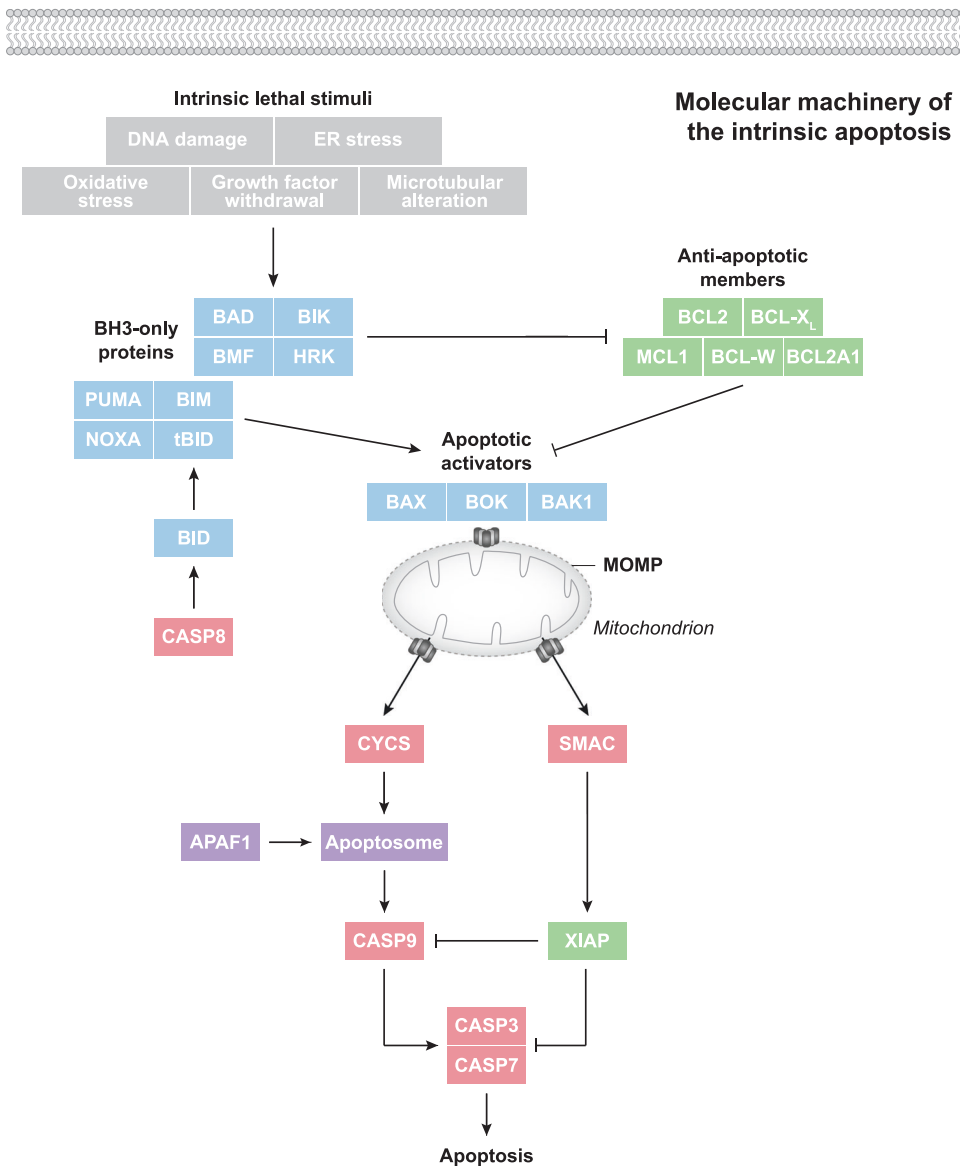 Intrinsic lethal stimuli
Molecular machinery of
the intrinsic apoptosis
DNA damage
ER stress
Oxidative
stress
Growth factor
withdrawal
Microtubular
alteration
Anti-apoptotic
members
BH3-only
proteins
BAD
BIK
BMF
HRK
BCL2
BCL-XL
MCL1
BCL-W
BCL2A1
PUMA
BIM
NOXA
tBID
Apoptotic
activators
BAX
BOK
BAK1
BID
MOMP
Mitochondrion
CASP8
CYCS
SMAC
APAF1
Apoptosome
CASP9
XIAP
CASP3
CASP7
Apoptosis